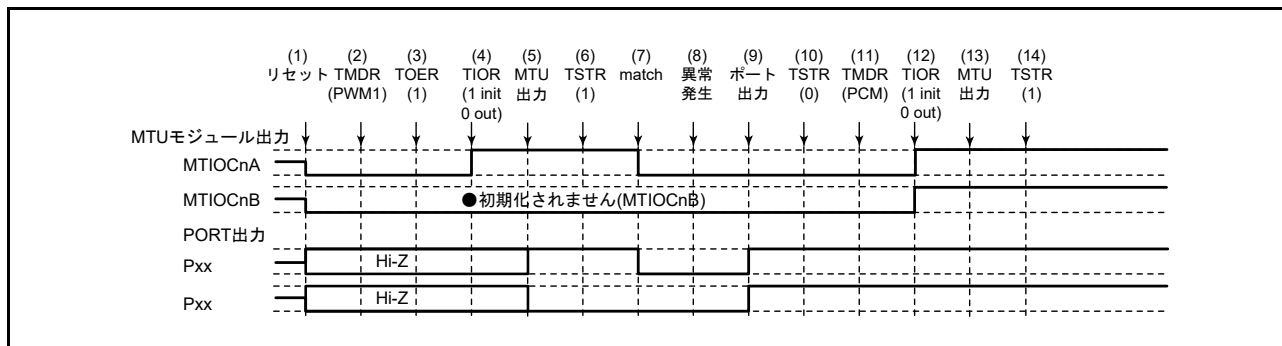 (1) (2) (3) (4) (5) (6) (7) (8) (9) (10) (11) (12) (13) (14)
リセット TMDR TOER TIOR MTU TSTR match 異常 ポート TSTR TMDR TIOR MTU TSTR
(PWM1) (1) (1 init 出力 (1) 発生 出力 (0) (PCM) (1 init 出力 (1)
0 out) 0 out)
MTUモジュール出力
MTIOCnA
MTIOCnB ●初期化されません(MTIOCnB)
PORT出力
Pxx Hi-Z
Pxx Hi-Z